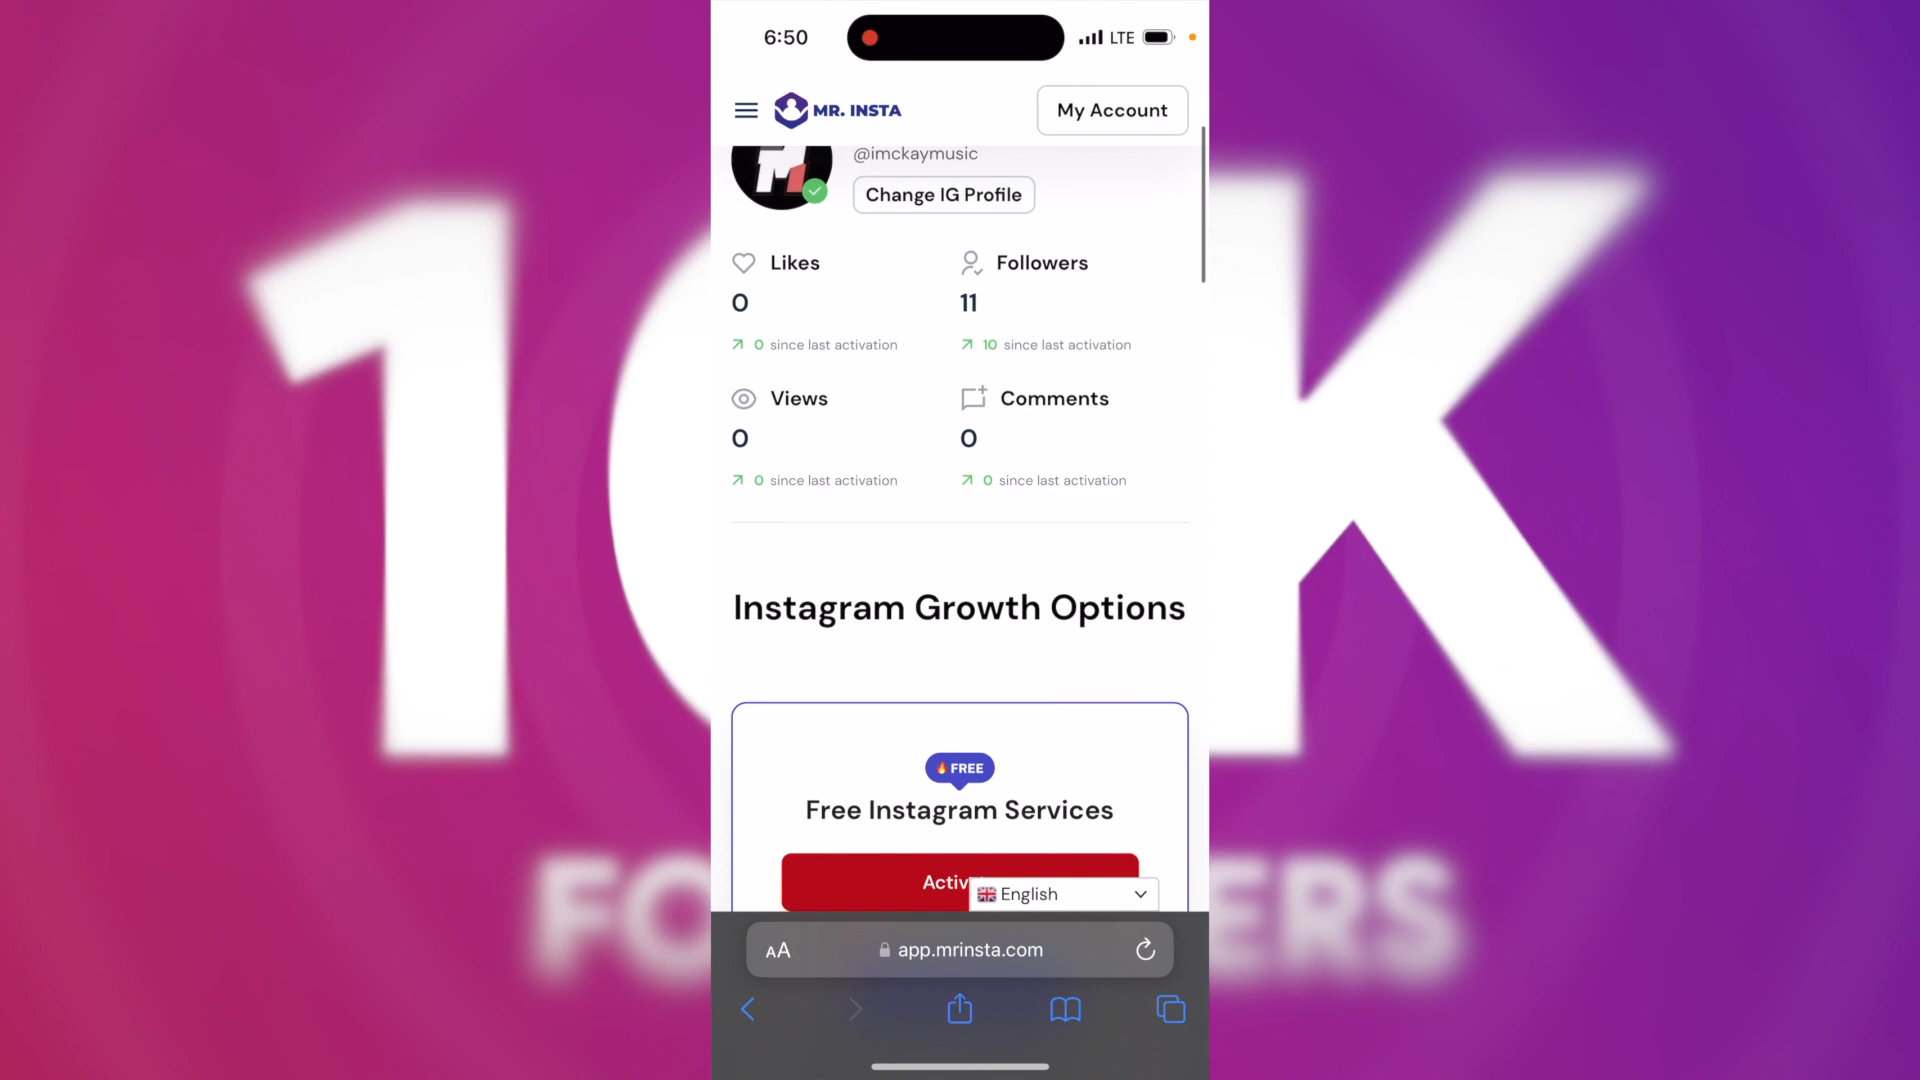 6:50
LTE
MR. INSTA
My Account
@imckaymusic
Change IG Profile
Likes
Followers
0
11
0 since last activation
10 since last activation
Views
Comments
0
0
0 since last activation
0 since last activation
Instagram Growth Options
FREE
Free Instagram Services
English
AA
app.mrinsta.com